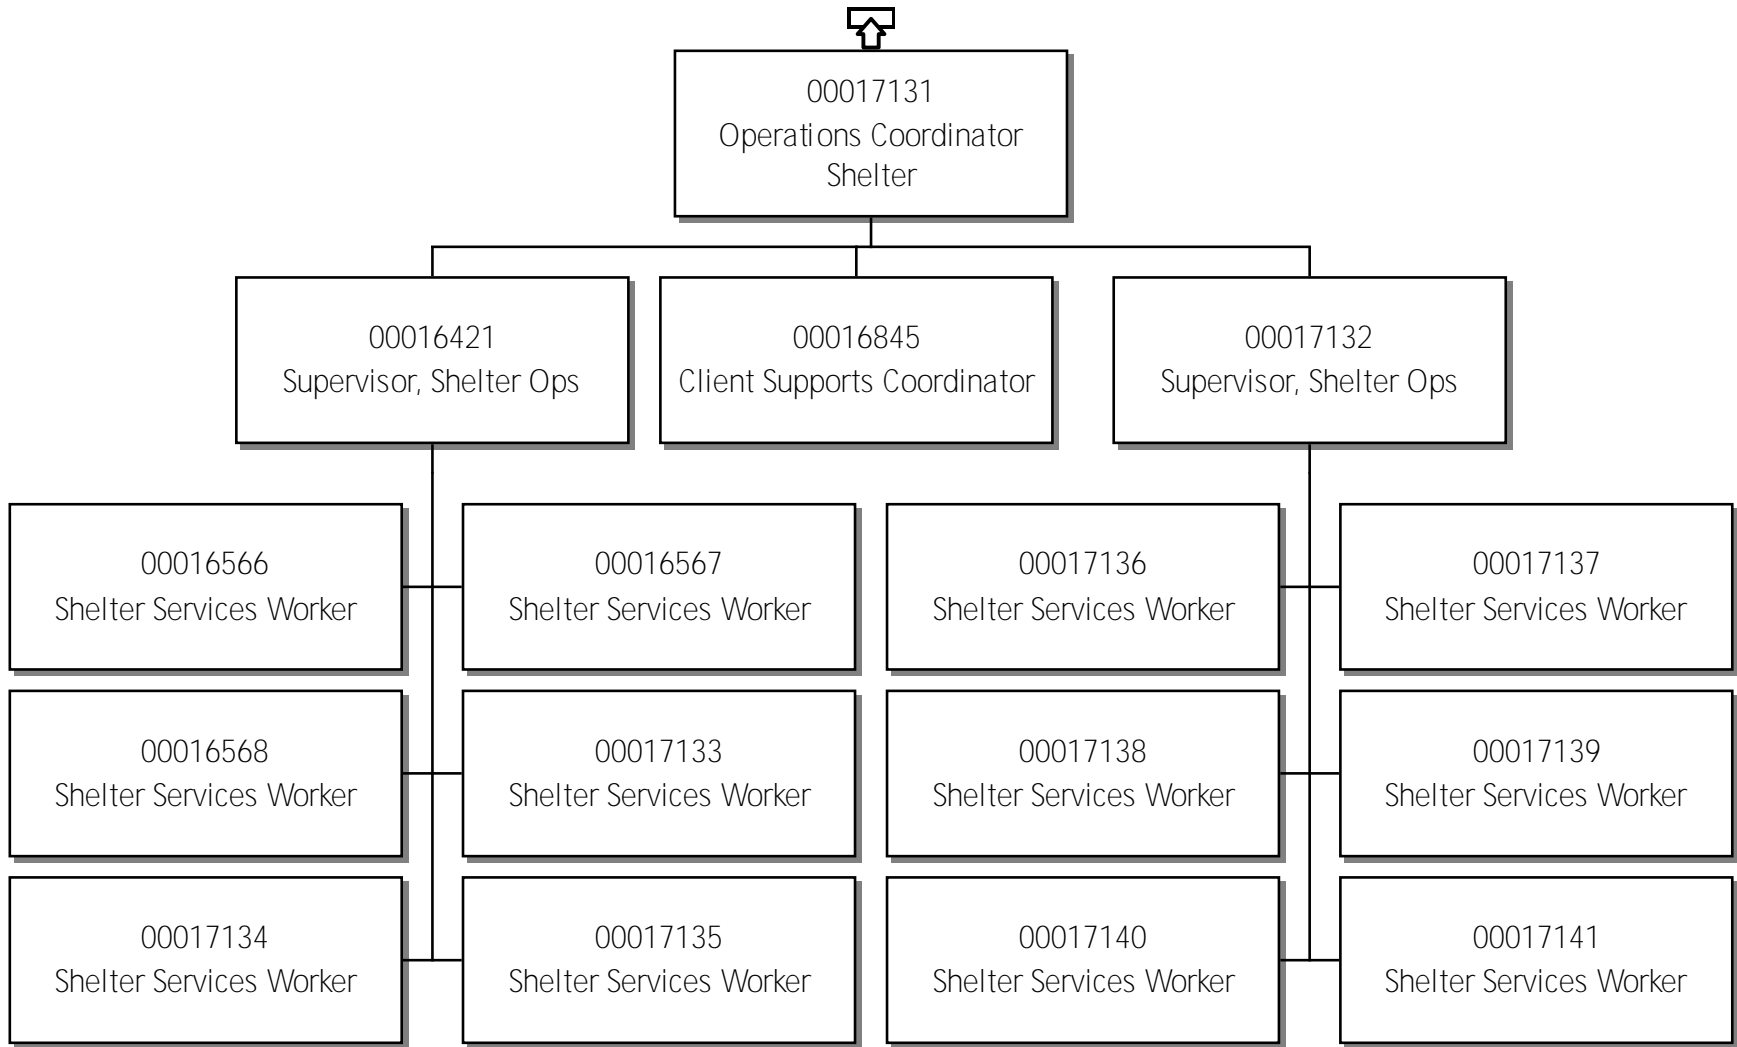 00017131
Operations Coordinator
Shelter
00016421
Supervisor, Shelter Ops
00016845
Client Supports Coordinator
00017132
Supervisor, Shelter Ops
00016566
Shelter Services Worker
00016567
Shelter Services Worker
00017136
Shelter Services Worker
00017137
Shelter Services Worker
00016568
Shelter Services Worker
00017133
Shelter Services Worker
00017138
Shelter Services Worker
00017139
Shelter Services Worker
00017134
Shelter Services Worker
00017135
Shelter Services Worker
00017140
Shelter Services Worker
00017141
Shelter Services Worker